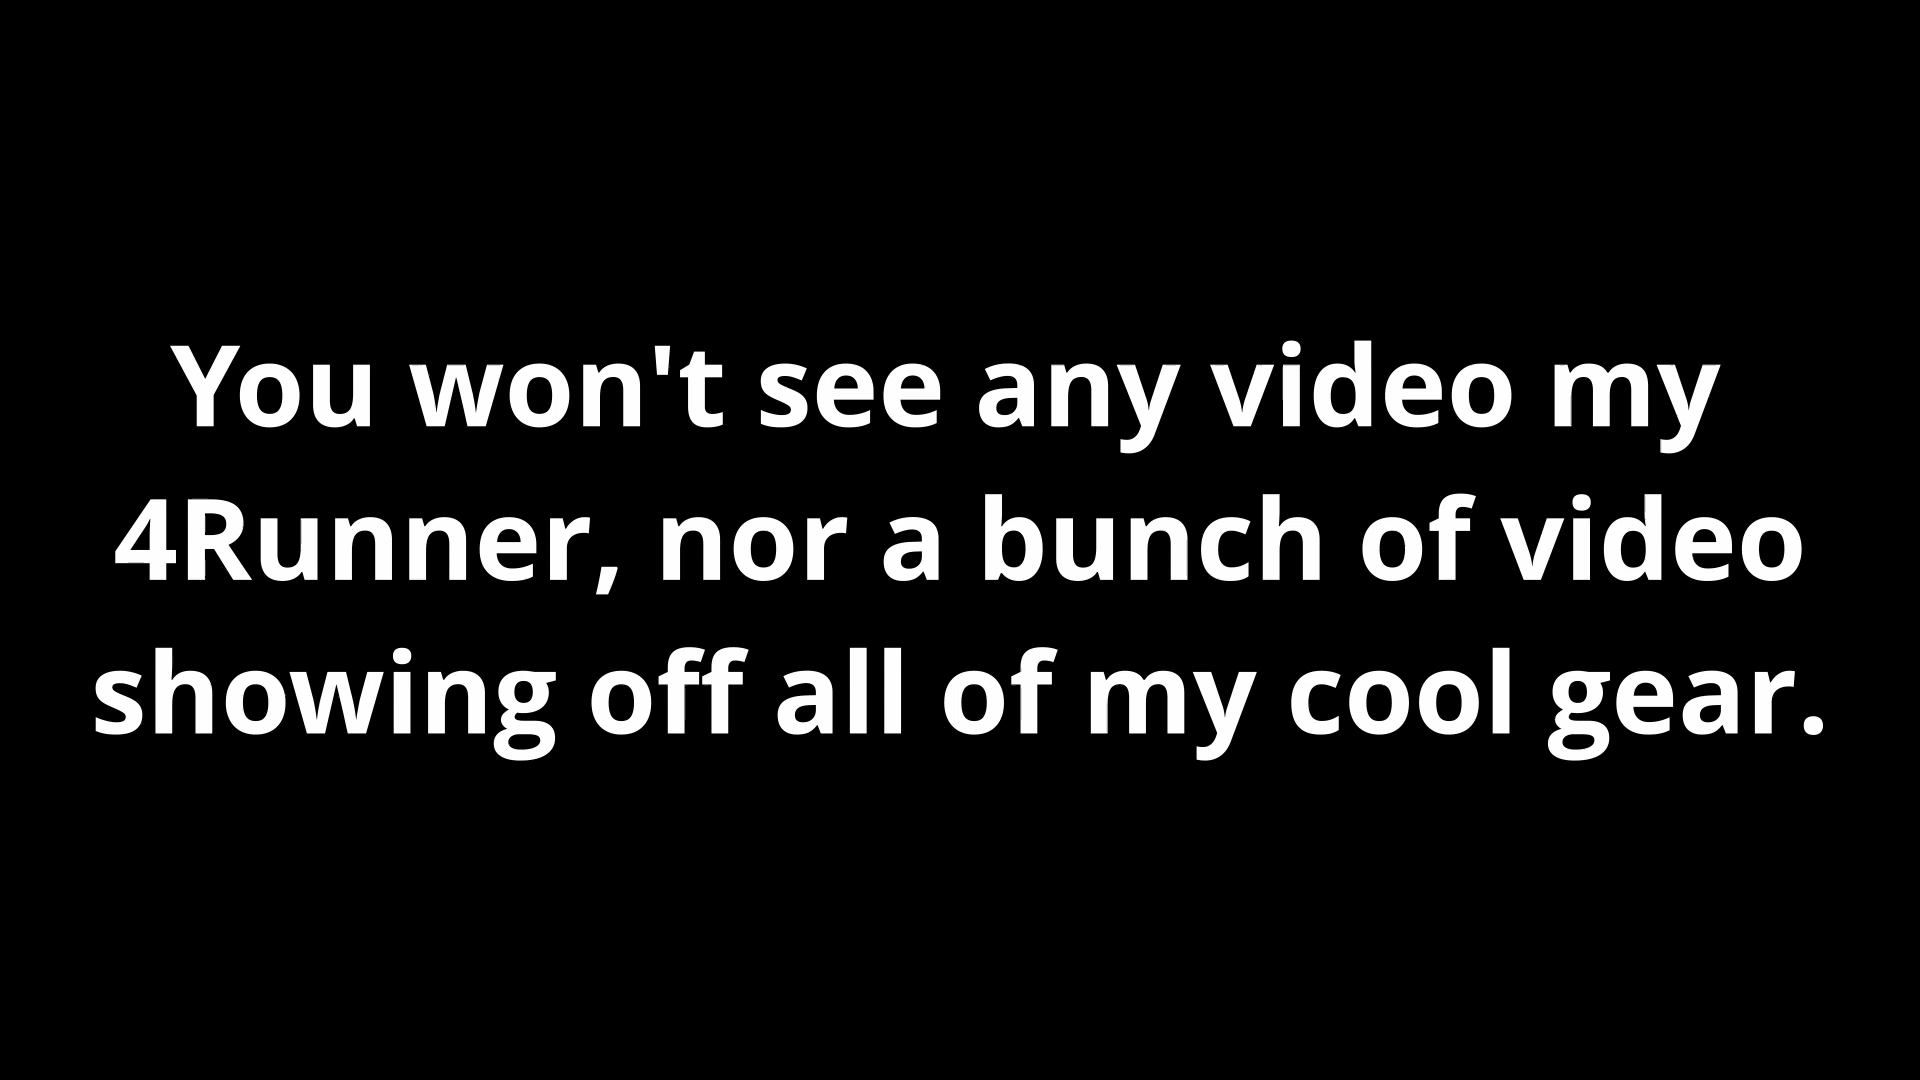 You won't see any video my
4Runner, nor a bunch of video
showing off all of my cool gear.